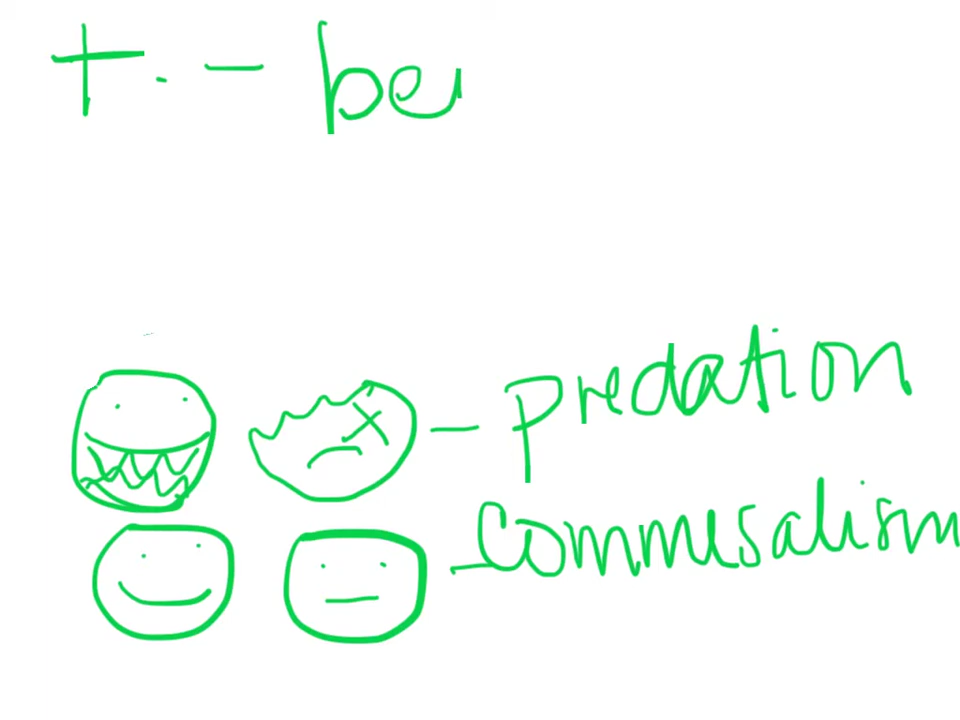 + . - be
- predation
- commesalism